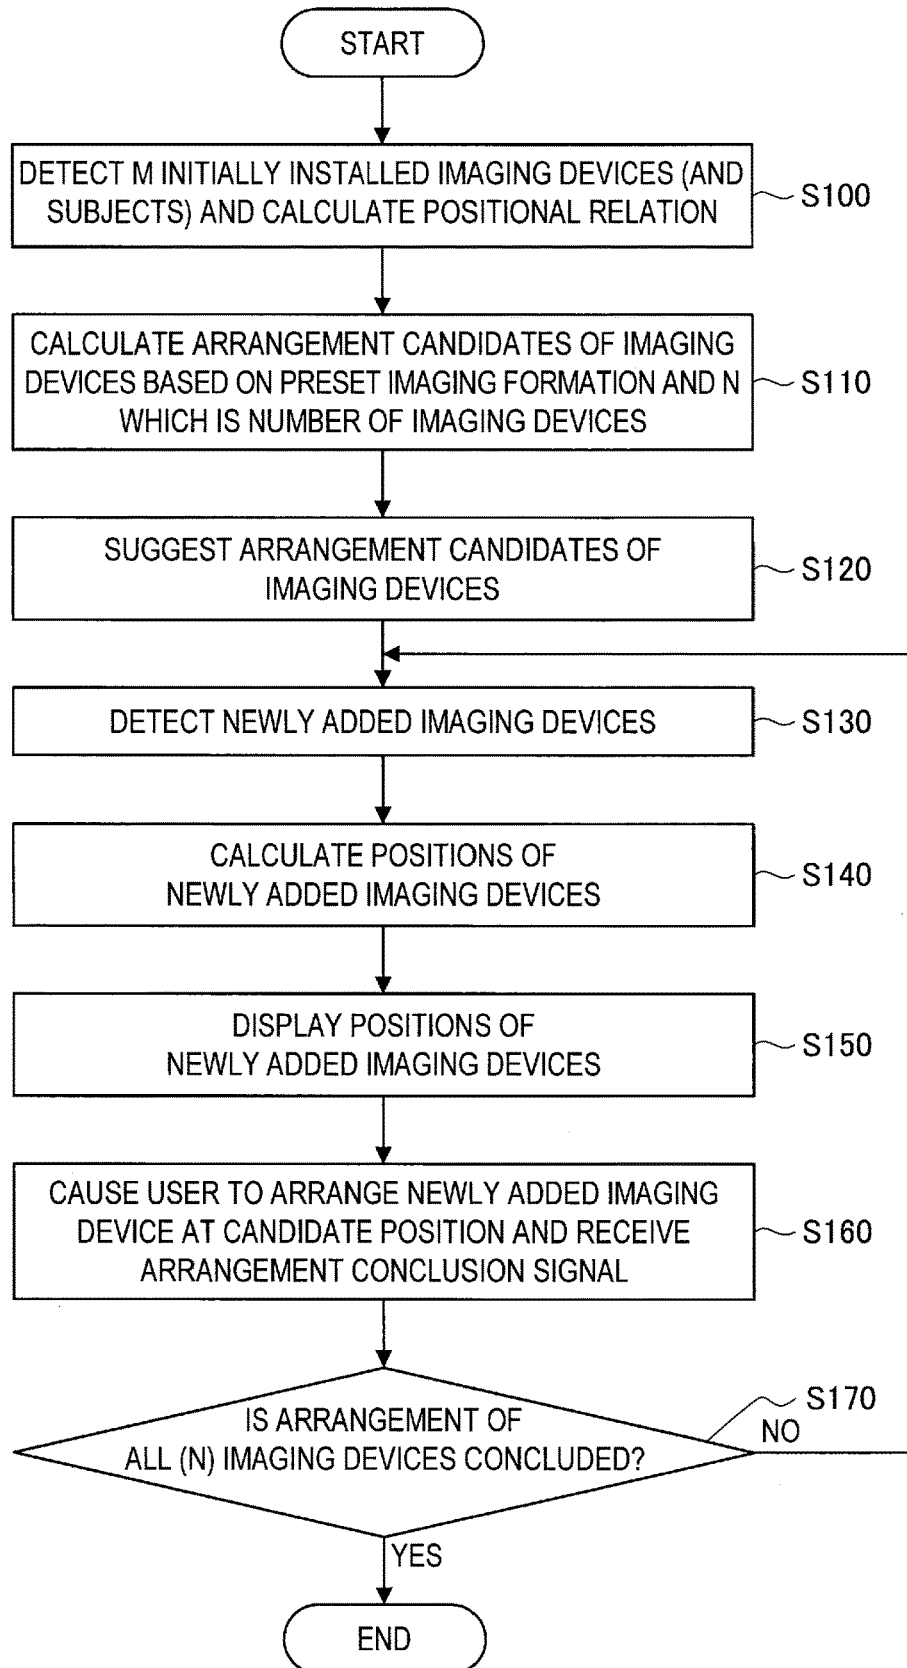 START
DETECT M INITIALLY INSTALLED IMAGING DEVICES (AND
SUBJECTS) AND CALCULATE POSITIONAL RELATION
S100
CALCULATE ARRANGEMENT CANDIDATES OF IMAGING
DEVICES BASED ON PRESET IMAGING FORMATION AND N
WHICH IS NUMBER OF IMAGING DEVICES
S110
SUGGEST ARRANGEMENT CANDIDATES OF
IMAGING DEVICES
S120
DETECT NEWLY ADDED IMAGING DEVICES
S130
CALCULATE POSITIONS OF
NEWLY ADDED IMAGING DEVICES
S140
DISPLAY POSITIONS OF
NEWLY ADDED IMAGING DEVICES
S150
CAUSE USER TO ARRANGE NEWLY ADDED IMAGING
DEVICE AT CANDIDATE POSITION AND RECEIVE
ARRANGEMENT CONCLUSION SIGNAL
S160
IS ARRANGEMENT OF
ALL (N) IMAGING DEVICES CONCLUDED?
S170
NO
YES
END